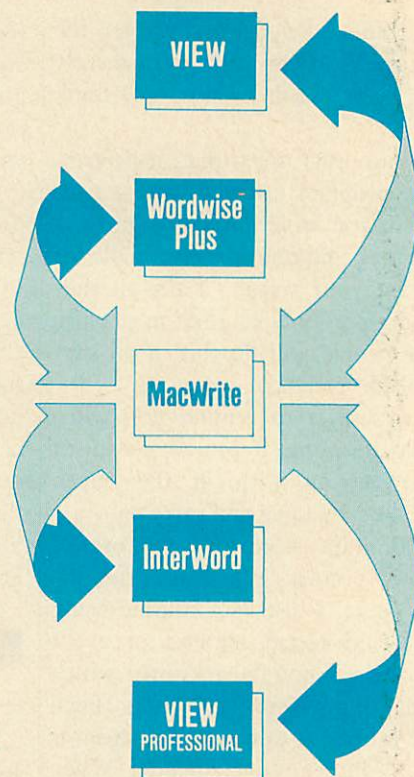 VIEW
Wordwise
Plus
MacWrite
InterWord
VIEW
PROFESSIONAL